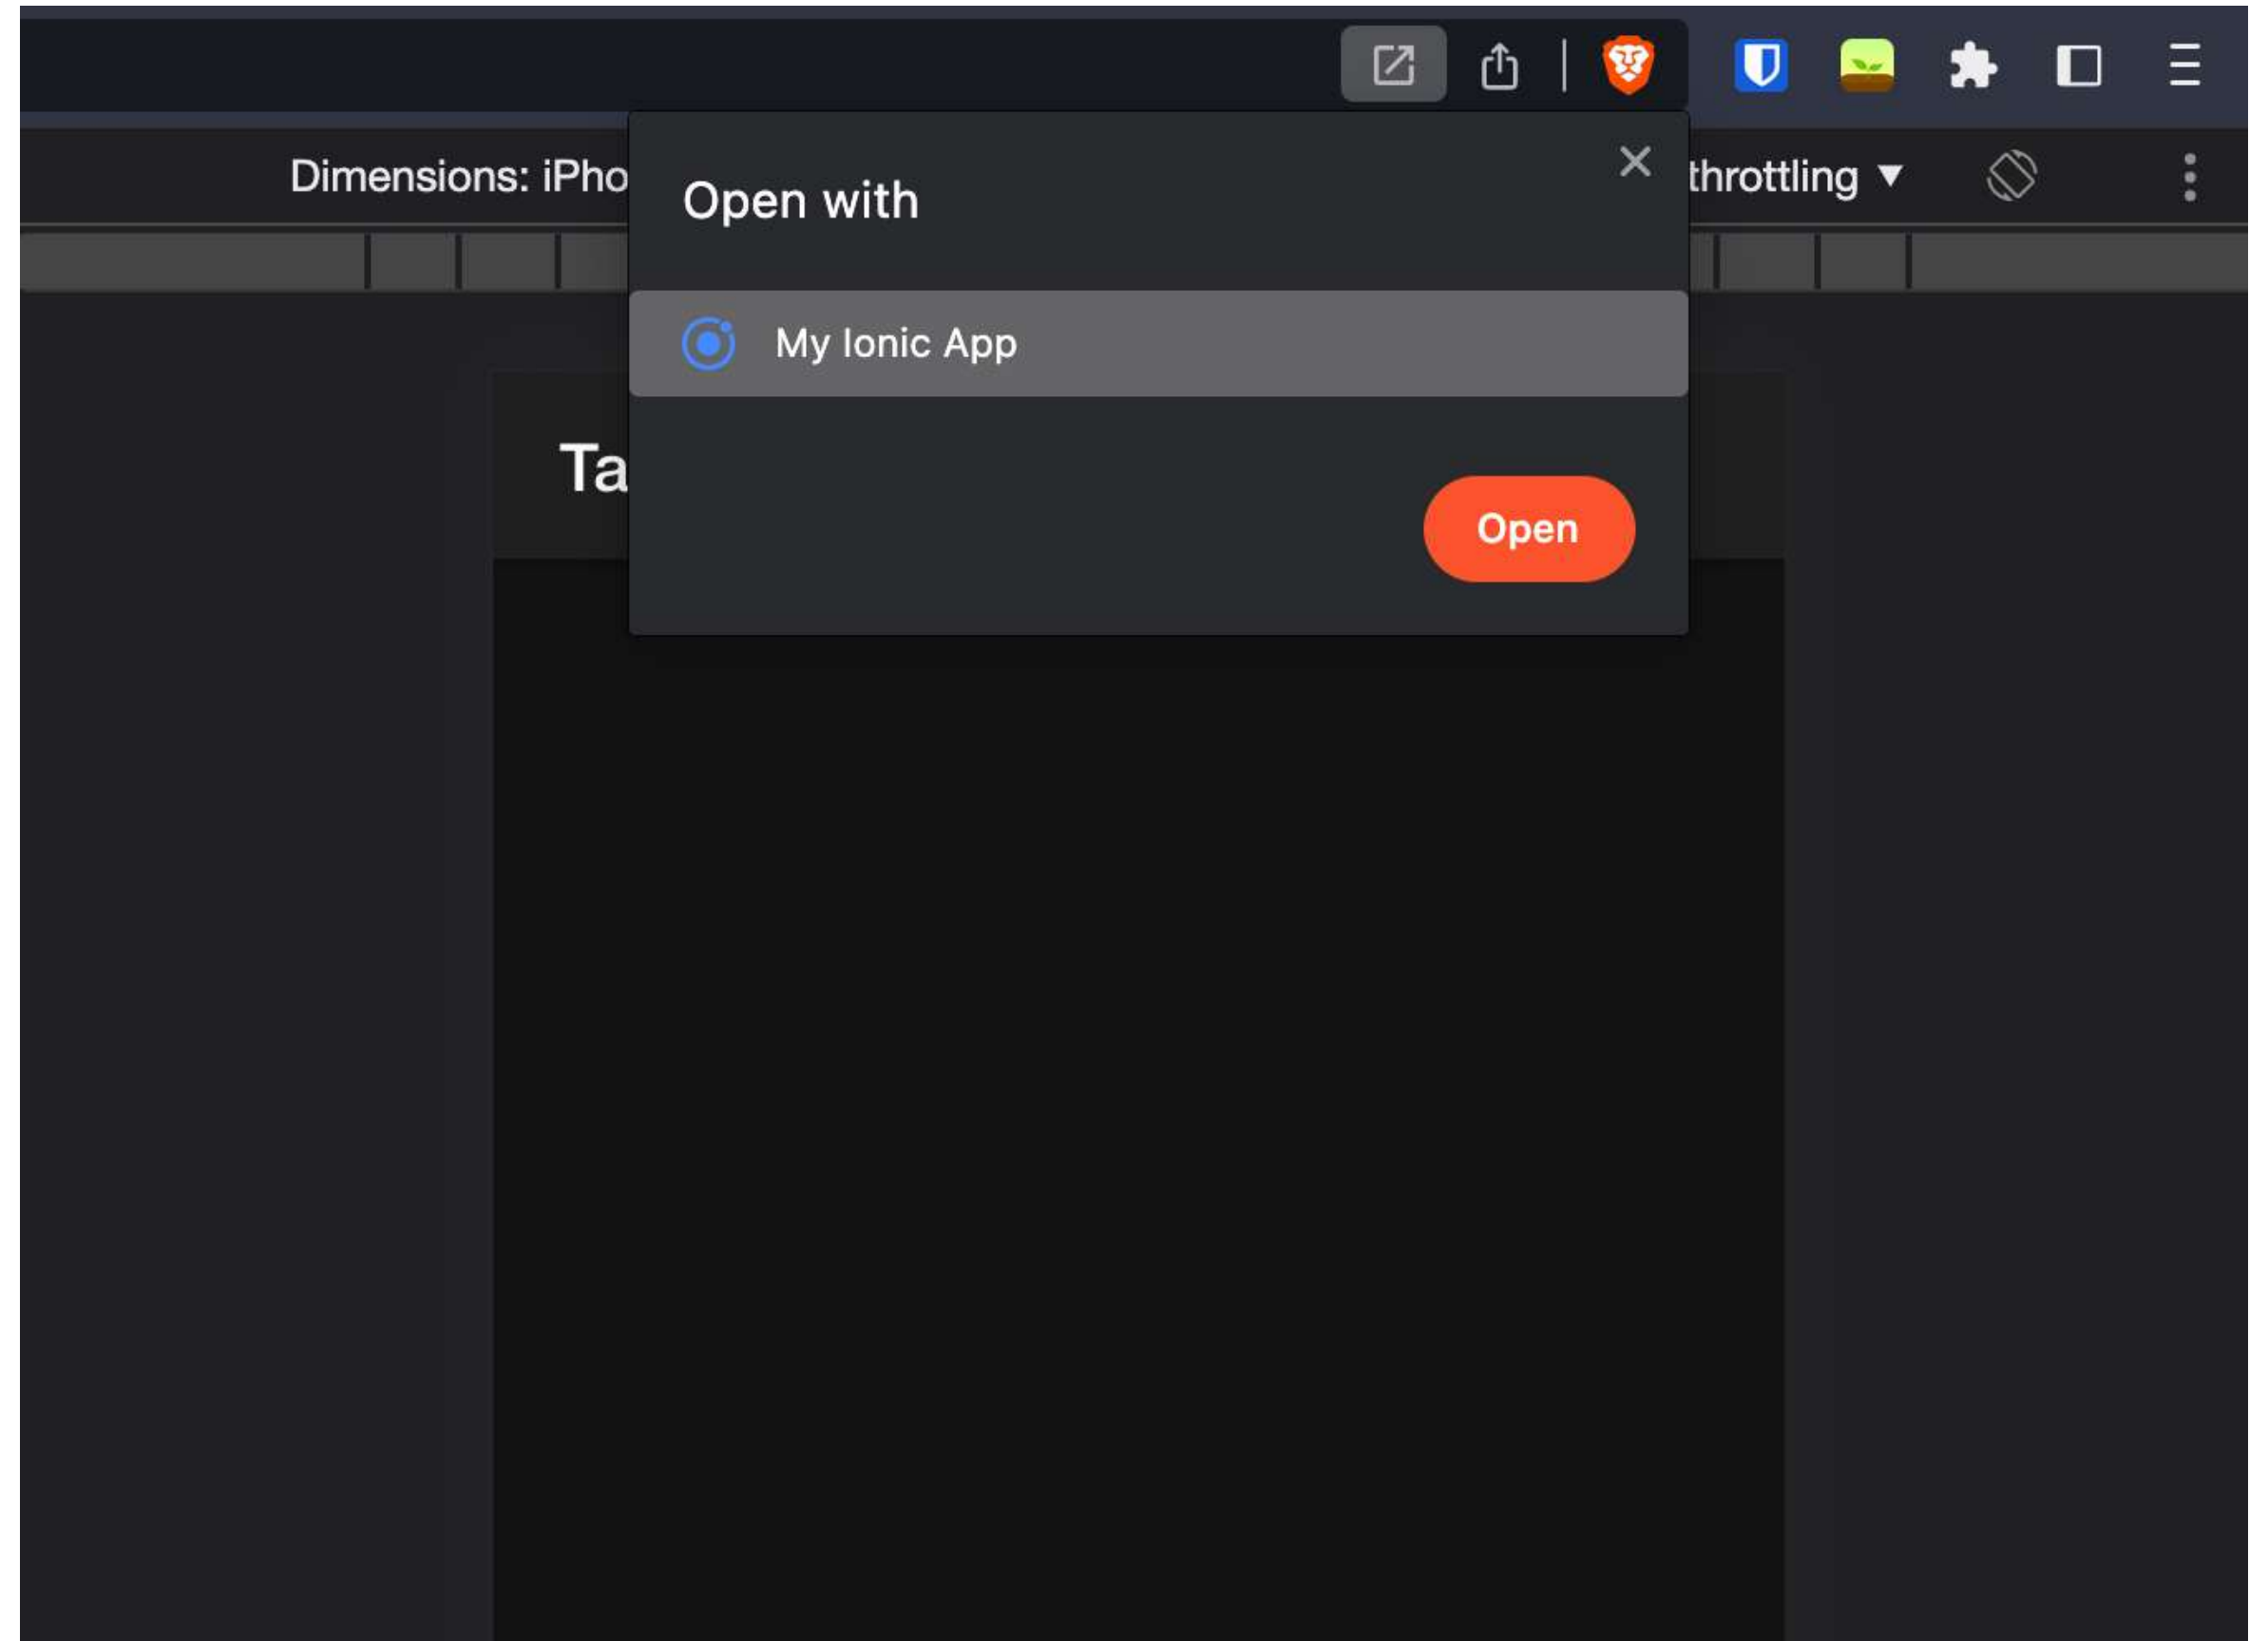 Dimensions: iPho
throttling ▼
Open with
My Ionic App
Ta
Open